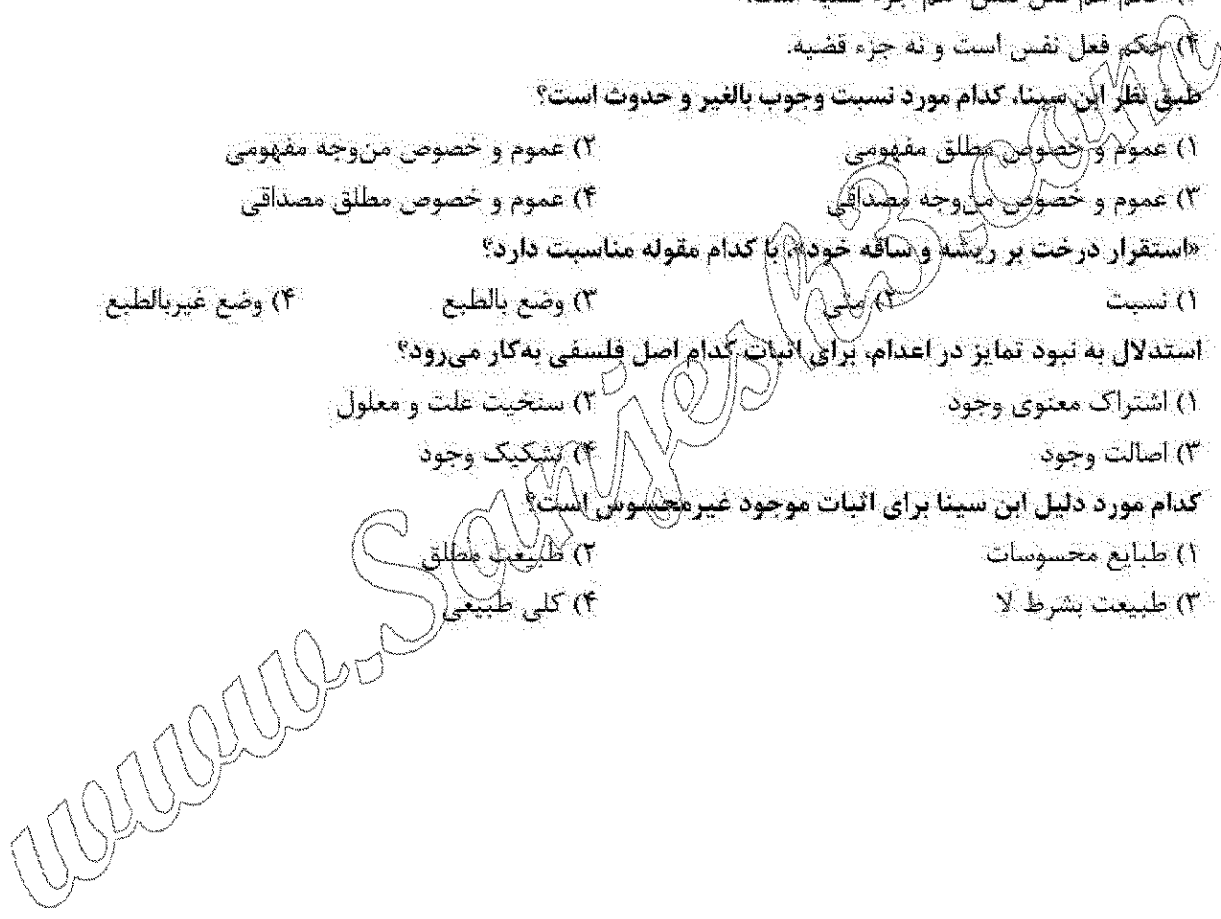 ۴) حکم فعل نفس است و نه جزء قضیه.
طبق نظر ابن سینا، کدام مورد نسبت وجوب بالغیر و حدوث است؟
۱) عموم و خصوص مطلق مفهومی ۲) عموم و خصوص من‌وجه مفهومی
۳) عموم و خصوص من‌وجه مصداقی ۴) عموم و خصوص مطلق مصداقی
«استقرار درخت بر ریشه و ساقه خود»، با کدام مقوله مناسبت دارد؟
۱) نسبت ۲) متی ۳) وضع بالطبع ۴) وضع غیربالطبع
استدلال به نبود تمایز در اعدام، برای اثبات کدام اصل فلسفی به‌کار می‌رود؟
۱) اشتراک معنوی وجود ۲) سنخیت علت و معلول
۳) اصالت وجود ۴) تشکیک وجود
کدام مورد دلیل ابن سینا برای اثبات موجود غیرمحسوس است؟
۱) طبایع محسوسات ۲) طبیعت مطلق
۳) طبیعت بشرط لا ۴) کلی طبیعی
www.Sanjesh3.com